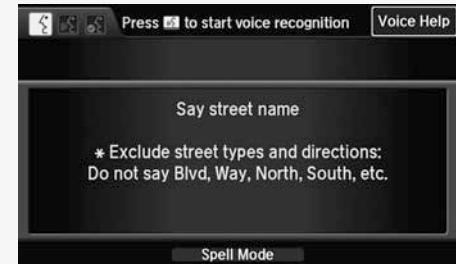 Press to start voice recognition
Voice Help
Say street name
* Exclude street types and directions:
Do not say Blvd, Way, North, South, etc.
Spell Mode